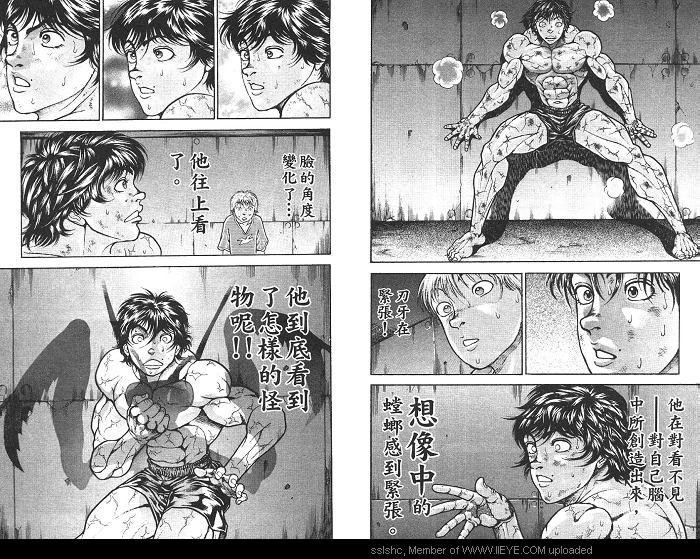 刀牙在
緊張！
他在對看不見
——對自己腦
中所創造出來，
想像中的
螳螂感到緊張。
臉的角度
變化了…
他往上看
了。
他到底看到
了怎樣的怪
物呢！！
sslshc, Member of WWW.IIEYE.COM uploaded